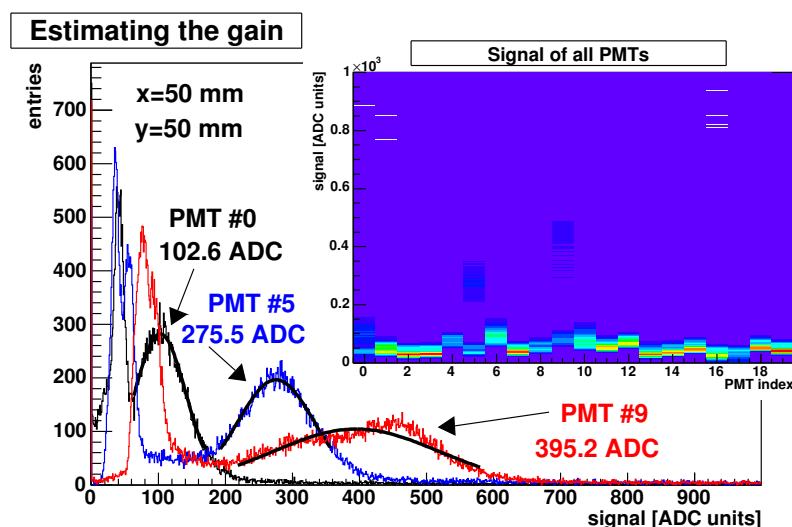 Estimating the gain
Signal of all PMTs
×10³
entries
x=50 mm
y=50 mm
PMT #0
102.6 ADC
PMT #5
275.5 ADC
PMT #9
395.2 ADC
700
600
500
400
300
200
100
0
0 100 200 300 400 500 600 700 800 900
signal [ADC units]
signal [ADC units]
1
0.8
0.6
0.4
0.2
0
0 2 4 6 8 10 12 14 16 18
PMT index